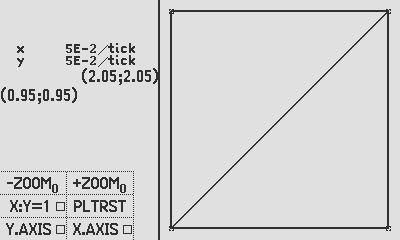 x 5E-2/tick
y 5E-2/tick
(2.05;2.05)
(0.95;0.95)
-ZOOM₀ +ZOOM₀
X:Y=1 □ PLTRST
Y.AXIS □ X.AXIS □